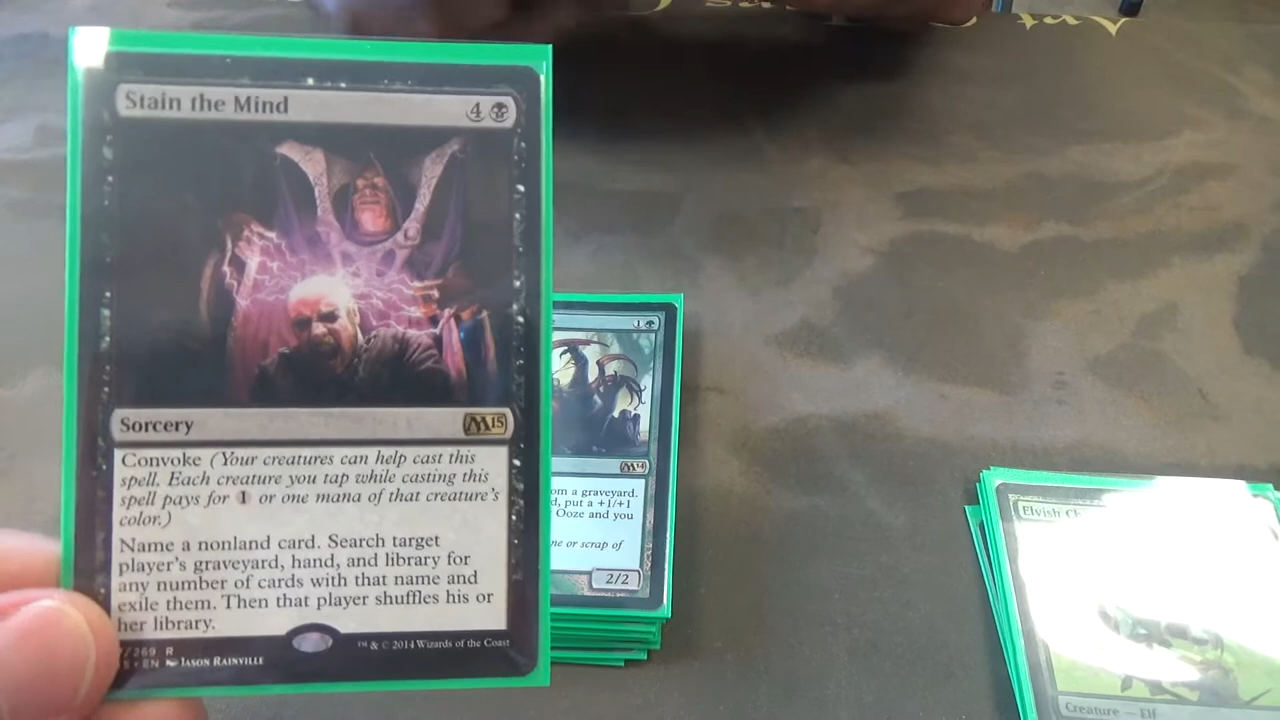 Stain the Mind
4
Sorcery
M15
Convoke (Your creatures can help cast this
spell. Each creature you tap while casting this
spell pays for 1 or one mana of that creature's
color.)
Name a nonland card. Search target
player's graveyard, hand, and library for
any number of cards with that name and
exile them. Then that player shuffles his or
her library.
/269 R
EN JASON RAINVILLE
™ & © 2014 Wizards of the Coast
1
M14
om a graveyard.
put a +1/+1
Ooze and you
ne or scrap of
2/2
Elvish
Creature — Elf